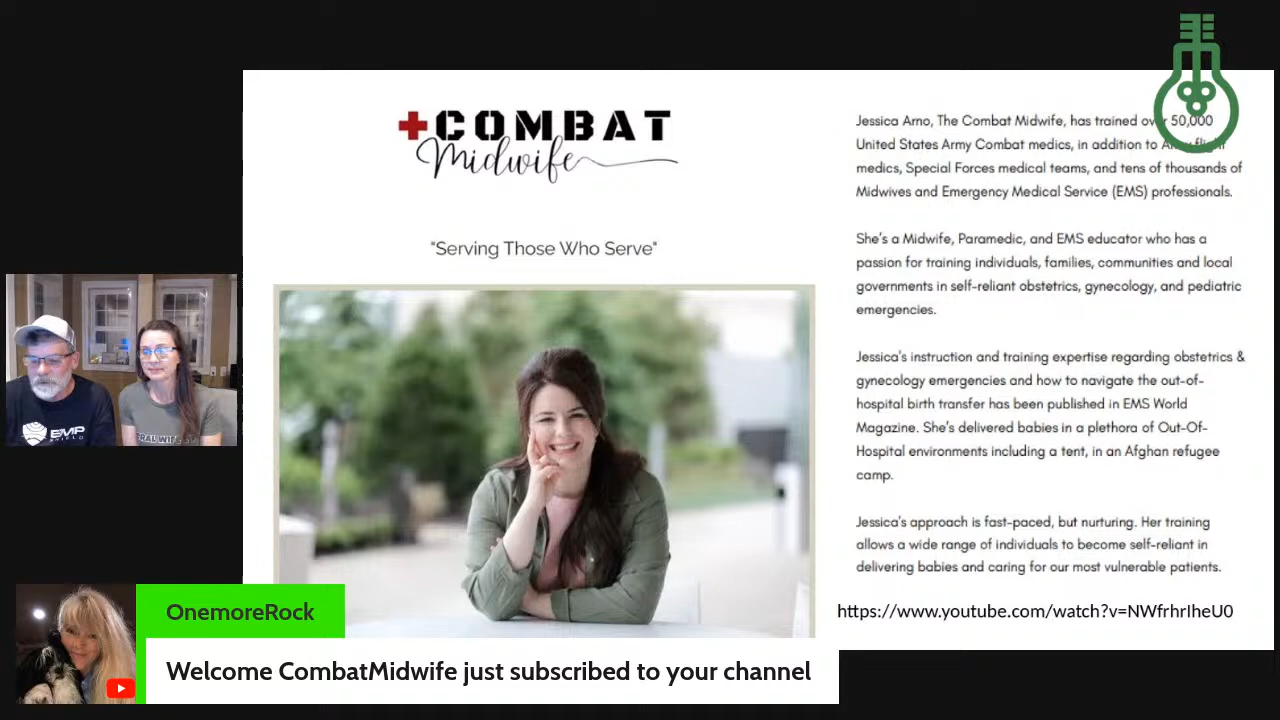 +COMBAT
Midwife
"Serving Those Who Serve"
Jessica Arno, The Combat Midwife, has trained over 50,000
United States Army Combat medics, in addition to Army flight
medics, Special Forces medical teams, and tens of thousands of
Midwives and Emergency Medical Service (EMS) professionals.
She's a Midwife, Paramedic, and EMS educator who has a
passion for training individuals, families, communities and local
governments in self-reliant obstetrics, gynecology, and pediatric
emergencies.
Jessica's instruction and training expertise regarding obstetrics &
gynecology emergencies and how to navigate the out-of-
hospital birth transfer has been published in EMS World
Magazine. She's delivered babies in a plethora of Out-Of-
Hospital environments including a tent, in an Afghan refugee
camp.
Jessica's approach is fast-paced, but nurturing. Her training
allows a wide range of individuals to become self-reliant in
delivering babies and caring for our most vulnerable patients.
https://www.youtube.com/watch?v=NWfrhrIheU0
EMP
SHIELD
OnemoreRock
Welcome CombatMidwife just subscribed to your channel